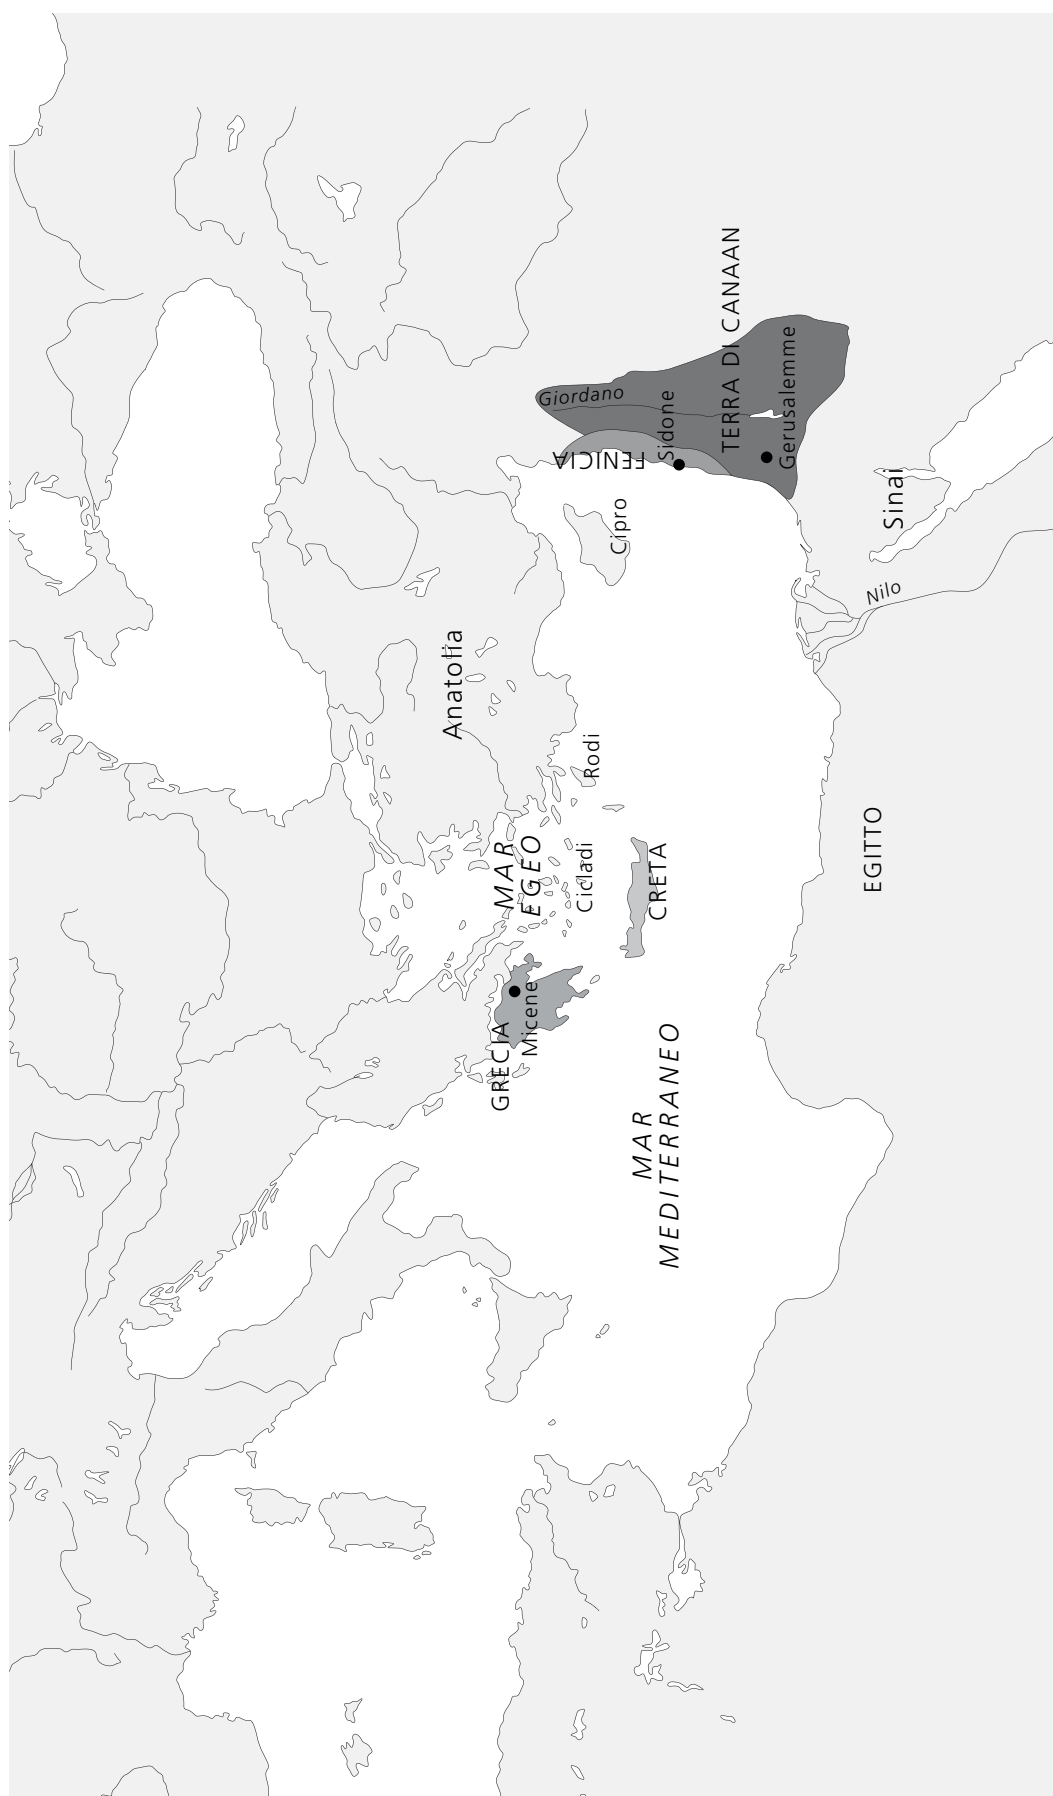 GRECIA
Micene
MAR
EGEO
Anatolia
Cicladi
Rodi
CRETA
MAR
MEDITERRANEO
Cipro
FENICIA
Sidone
Giordano
TERRA DI CANAAN
Gerusalemme
Sinai
Nilo
EGITTO